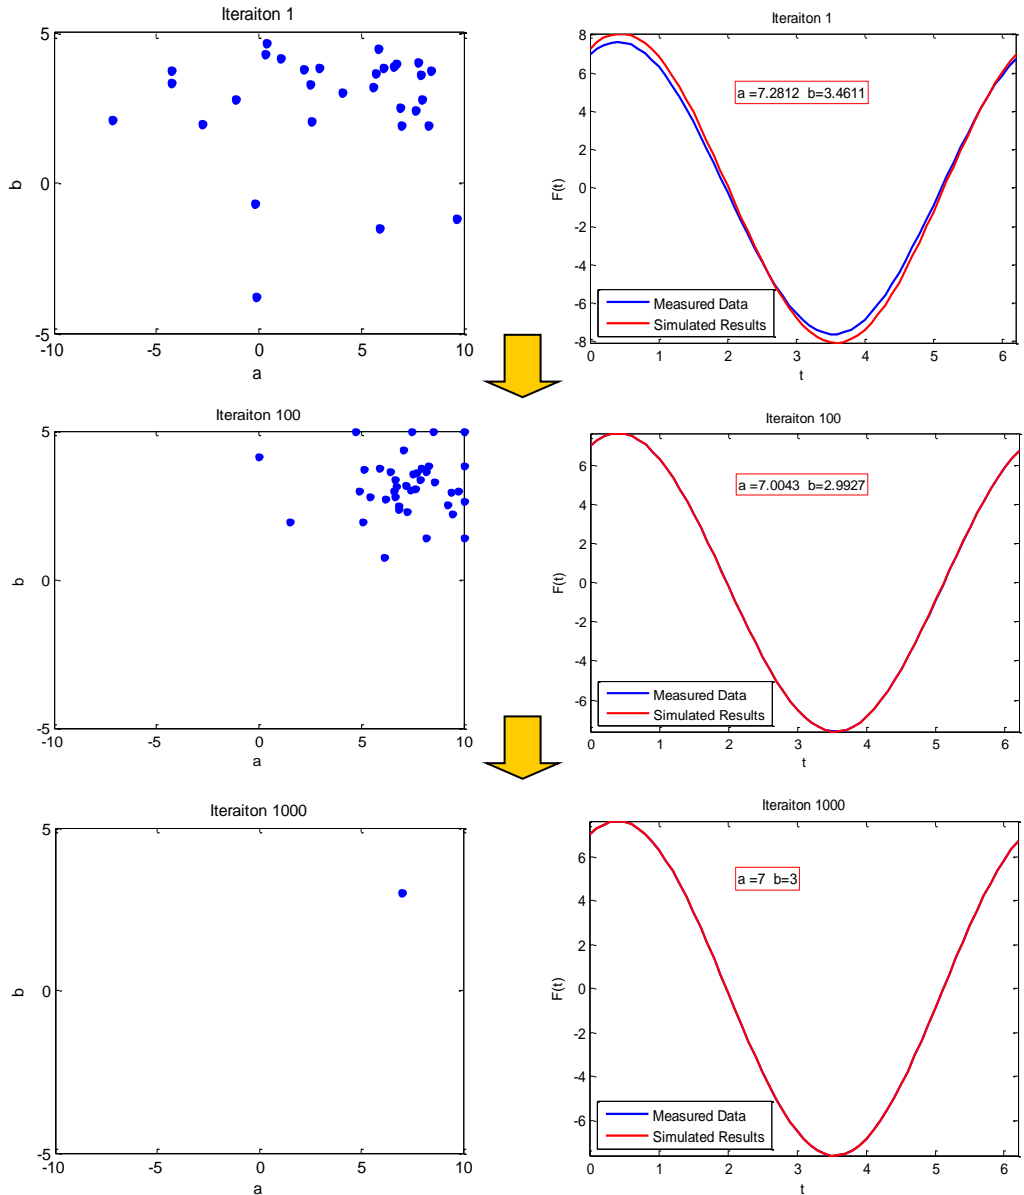 Iteraiton 1
5
0
-5
b
-10
-5
0
5
10
a
Iteraiton 1
8
6
4
2
0
-2
-4
-6
-8
F(t)
a =7.2812 b=3.4611
Measured Data
Simulated Results
0
1
2
3
4
5
6
t
Iteraiton 100
5
0
-5
b
-10
-5
0
5
10
a
Iteraiton 100
6
4
2
0
-2
-4
-6
F(t)
a =7.0043 b=2.9927
Measured Data
Simulated Results
0
1
2
3
4
5
6
t
Iteraiton 1000
5
0
-5
b
-10
-5
0
5
10
a
Iteraiton 1000
6
4
2
0
-2
-4
-6
F(t)
a =7 b=3
Measured Data
Simulated Results
0
1
2
3
4
5
6
t